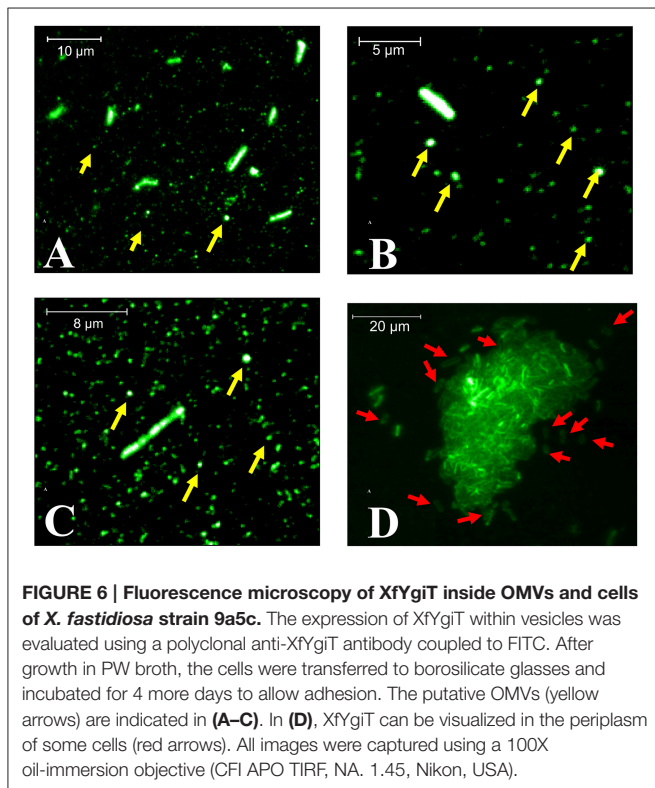 10 µm
5 µm
A
B
8 µm
20 µm
C
D
FIGURE 6 | Fluorescence microscopy of XfYgiT inside OMVs and cells
of X. fastidiosa strain 9a5c. The expression of XfYgiT within vesicles was
evaluated using a polyclonal anti-XfYgiT antibody coupled to FITC. After
growth in PW broth, the cells were transferred to borosilicate glasses and
incubated for 4 more days to allow adhesion. The putative OMVs (yellow
arrows) are indicated in (A–C). In (D), XfYgiT can be visualized in the periplasm
of some cells (red arrows). All images were captured using a 100X
oil-immersion objective (CFI APO TIRF, NA. 1.45, Nikon, USA).